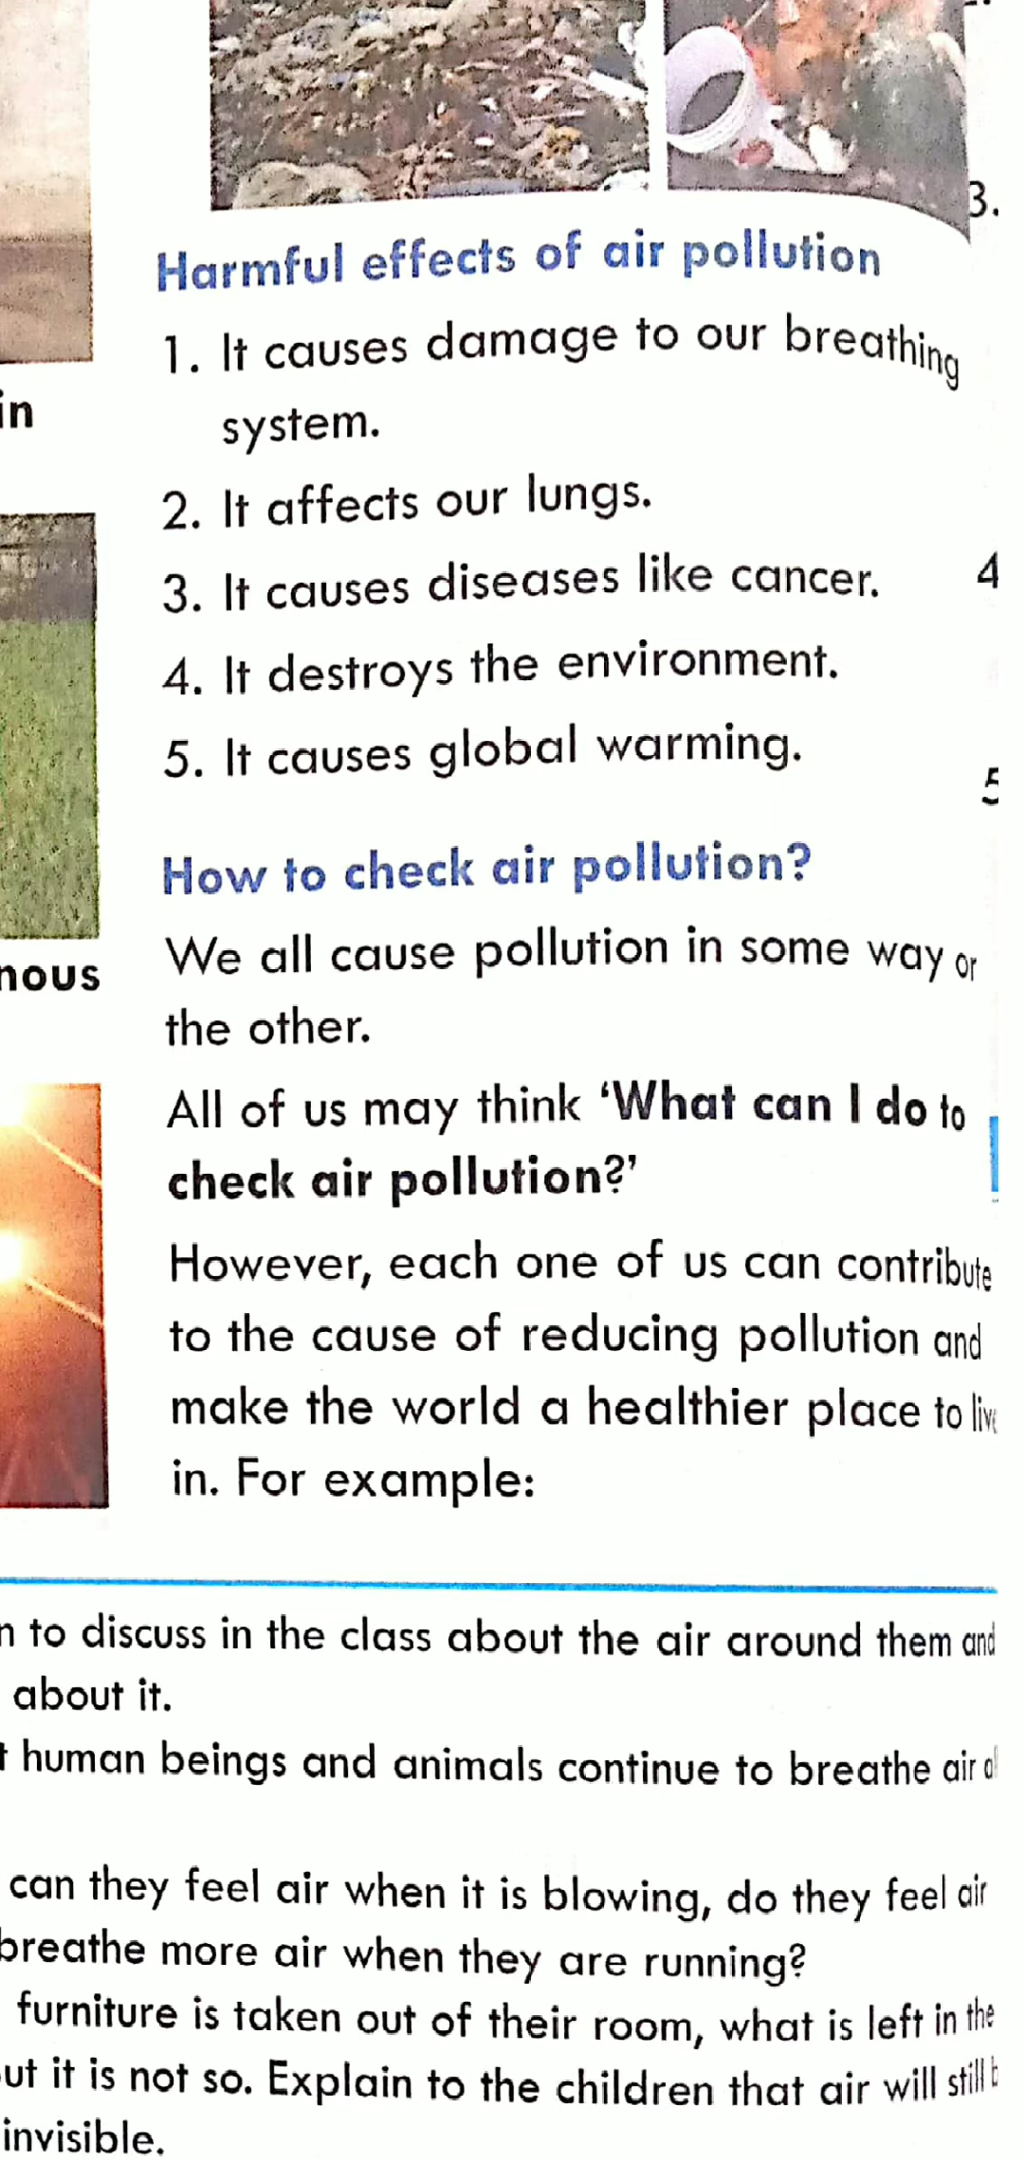 3.
Harmful effects of air pollution
1. It causes damage to our breathing
system.
2. It affects our lungs.
3. It causes diseases like cancer.
4. It destroys the environment.
5. It causes global warming.
in
4
5
How to check air pollution?
We all cause pollution in some way or
the other.
nous
All of us may think ‘What can I do to
check air pollution?’
However, each one of us can contribute
to the cause of reducing pollution and
make the world a healthier place to live
in. For example:
n to discuss in the class about the air around them and
about it.
t human beings and animals continue to breathe air
can they feel air when it is blowing, do they feel air
breathe more air when they are running?
furniture is taken out of their room, what is left in the
ut it is not so. Explain to the children that air will still b
invisible.